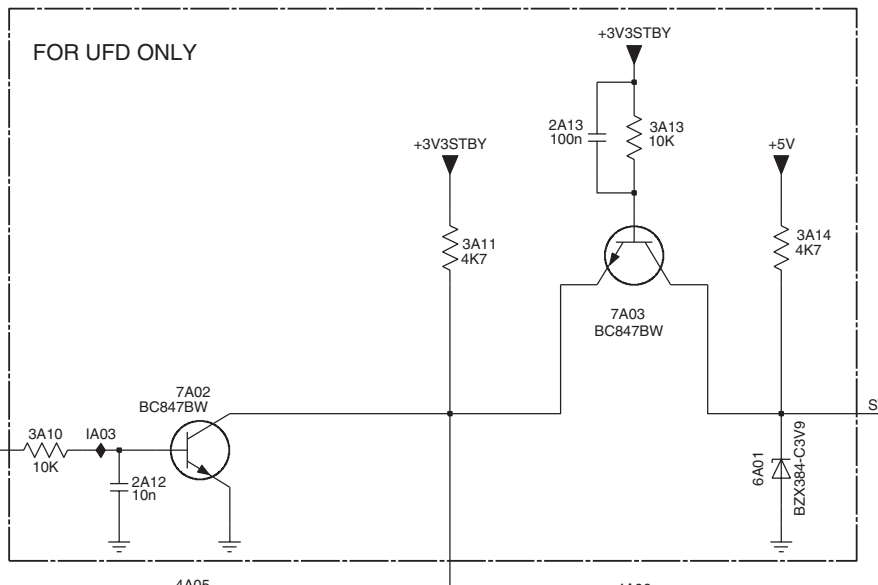 FOR UFD ONLY
+3V3STBY
2A13
100n
3A13
10K
+3V3STBY
+5V
3A11
4K7
3A14
4K7
7A03
BC847BW
7A02
BC847BW
3A10
10K
IA03
2A12
10n
6A01
BZX384-C3V9
S
4A05